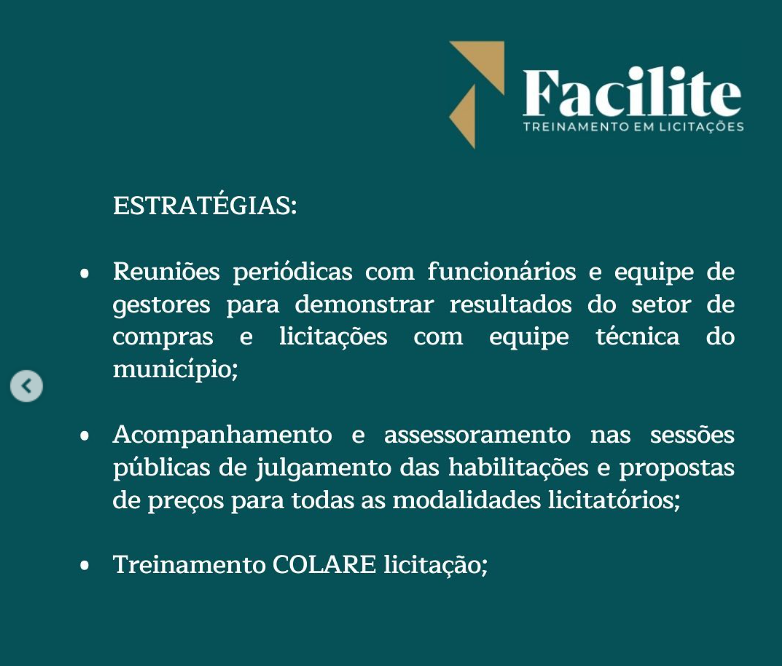 Facilite
TREINAMENTO EM LICITAÇÕES
ESTRATÉGIAS:
• Reuniões periódicas com funcionários e equipe de
gestores para demonstrar resultados do setor de
compras e licitações com equipe técnica do
município;
• Acompanhamento e assessoramento nas sessões
públicas de julgamento das habilitações e propostas
de preços para todas as modalidades licitatórios;
• Treinamento COLARE licitação;